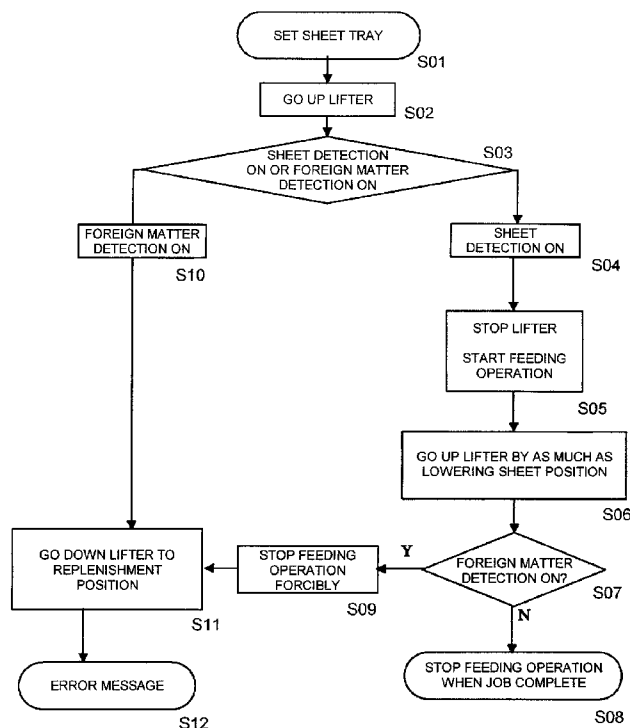 SET SHEET TRAY
S01
GO UP LIFTER
S02
SHEET DETECTION
ON OR FOREIGN MATTER
DETECTION ON
S03
FOREIGN MATTER
DETECTION ON
S10
SHEET
DETECTION ON
S04
STOP LIFTER
START FEEDING
OPERATION
S05
GO UP LIFTER BY AS MUCH AS
LOWERING SHEET POSITION
S06
FOREIGN MATTER
DETECTION ON?
S07
Y
N
STOP FEEDING
OPERATION
FORCIBLY
S09
GO DOWN LIFTER TO
REPLENISHMENT
POSITION
S11
ERROR MESSAGE
S12
STOP FEEDING OPERATION
WHEN JOB COMPLETE
S08